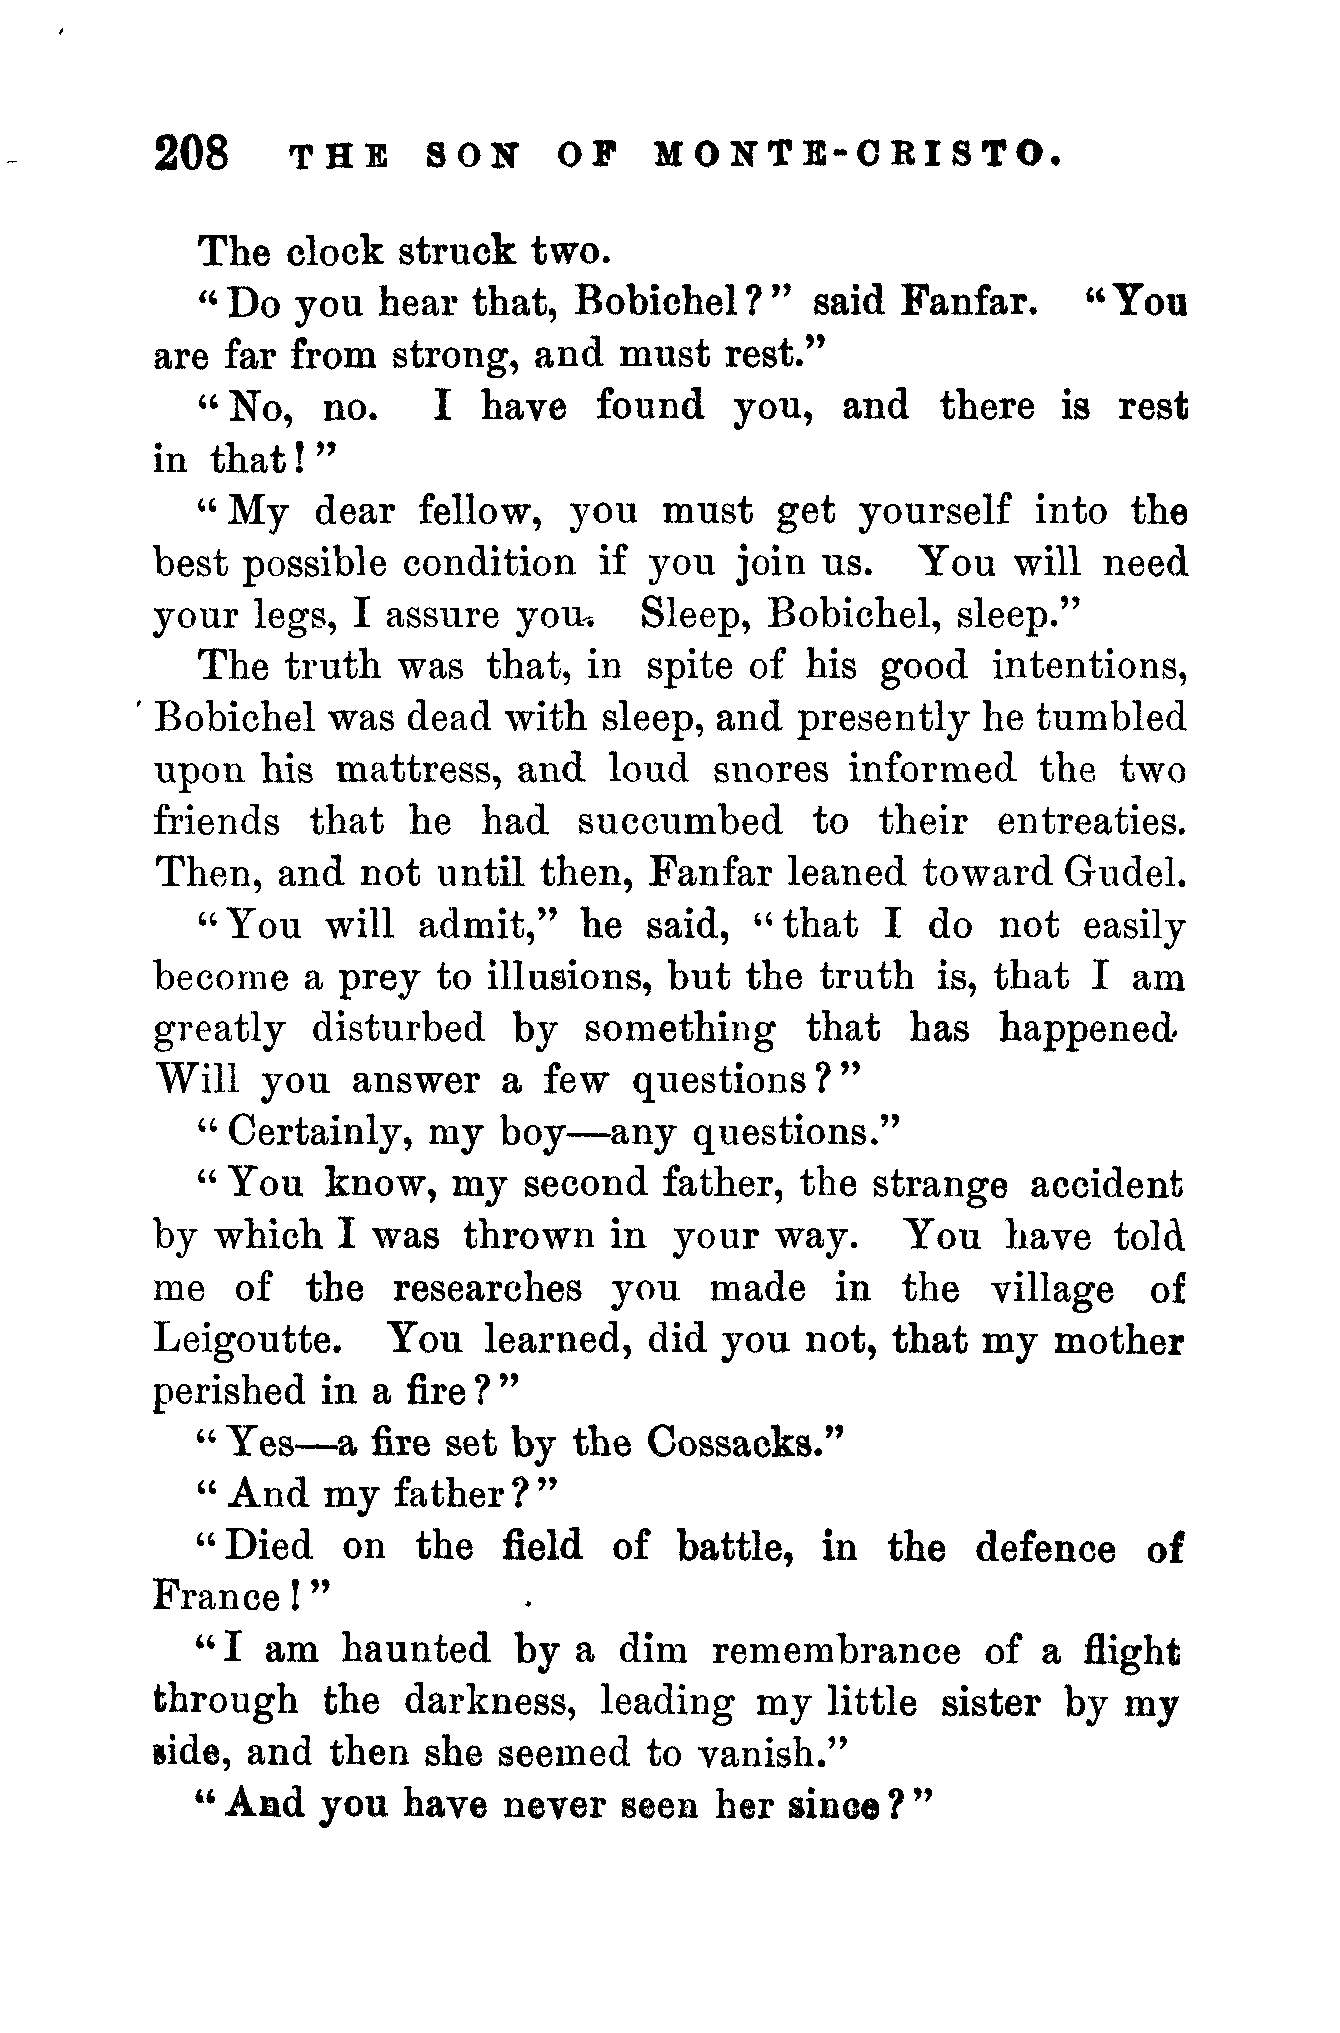 208 THE SON OF MONTE-CRISTO.
The clock struck two.
“Do you hear that, Bobichel?” said Fanfar. “You
are far from strong, and must rest.”
“No, no. I have found you, and there is rest
in that!”
“My dear fellow, you must get yourself into the
best possible condition if you join us. You will need
your legs, I assure you. Sleep, Bobichel, sleep.”
The truth was that, in spite of his good intentions,
Bobichel was dead with sleep, and presently he tumbled
upon his mattress, and loud snores informed the two
friends that he had succumbed to their entreaties.
Then, and not until then, Fanfar leaned toward Gudel.
“You will admit,” he said, “that I do not easily
become a prey to illusions, but the truth is, that I am
greatly disturbed by something that has happened.
Will you answer a few questions?”
“Certainly, my boy—any questions.”
“You know, my second father, the strange accident
by which I was thrown in your way. You have told
me of the researches you made in the village of
Leigoutte. You learned, did you not, that my mother
perished in a fire?”
“Yes—a fire set by the Cossacks.”
“And my father?”
“Died on the field of battle, in the defence of
France!”
“I am haunted by a dim remembrance of a flight
through the darkness, leading my little sister by my
side, and then she seemed to vanish.”
“And you have never seen her since?”